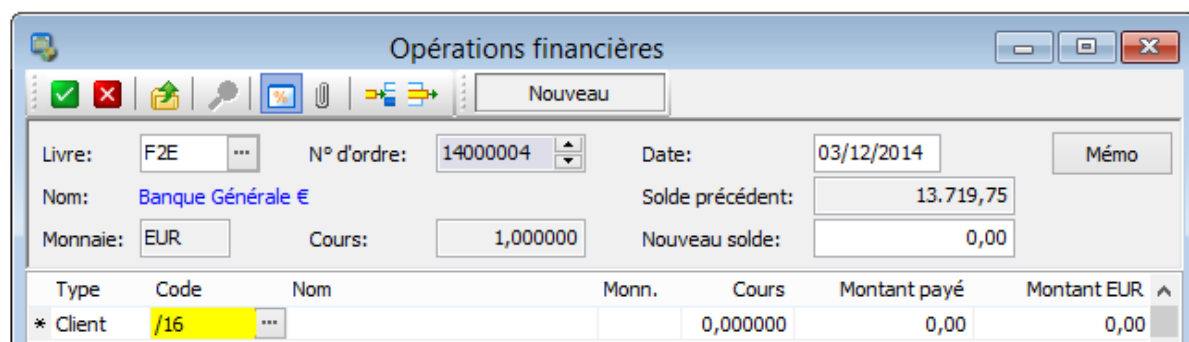 Opérations financières
% Nouveau
Livre: F2E ... N° d'ordre: 14000004 Date: 03/12/2014 Mémo
Nom: Banque Générale € Solde précédent: 13.719,75
Monnaie: EUR Cours: 1,000000 Nouveau solde: 0,00
Type Code Nom Monn. Cours Montant payé Montant EUR
* Client /16 ... 0,000000 0,00 0,00